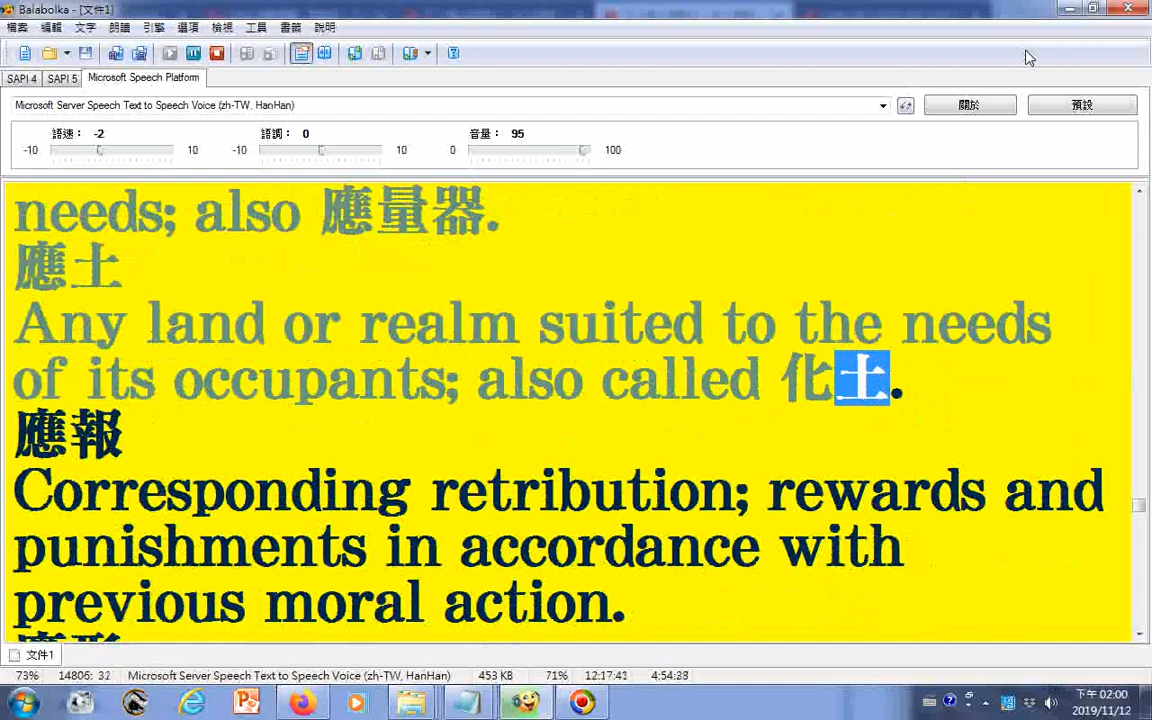 Balabolka - [文件1]
檔案 編輯 文字 朗讀 引擎 選項 檢視 工具 書籤 說明
SAPI 4 SAPI 5 Microsoft Speech Platform
Microsoft Server Speech Text to Speech Voice (zh-TW, HanHan) 關於 預設
語速： -2 語調： 0 音量： 95
-10 10 -10 10 0 100
needs; also 應量器.
應土
Any land or realm suited to the needs
of its occupants; also called 化土.
應報
Corresponding retribution; rewards and
punishments in accordance with
previous moral action.
文件1
73% 14806: 32 Microsoft Server Speech Text to Speech Voice (zh-TW, HanHan) 453 KB 71% 12:17:41 4:54:38
下午 02:00
2019/11/12